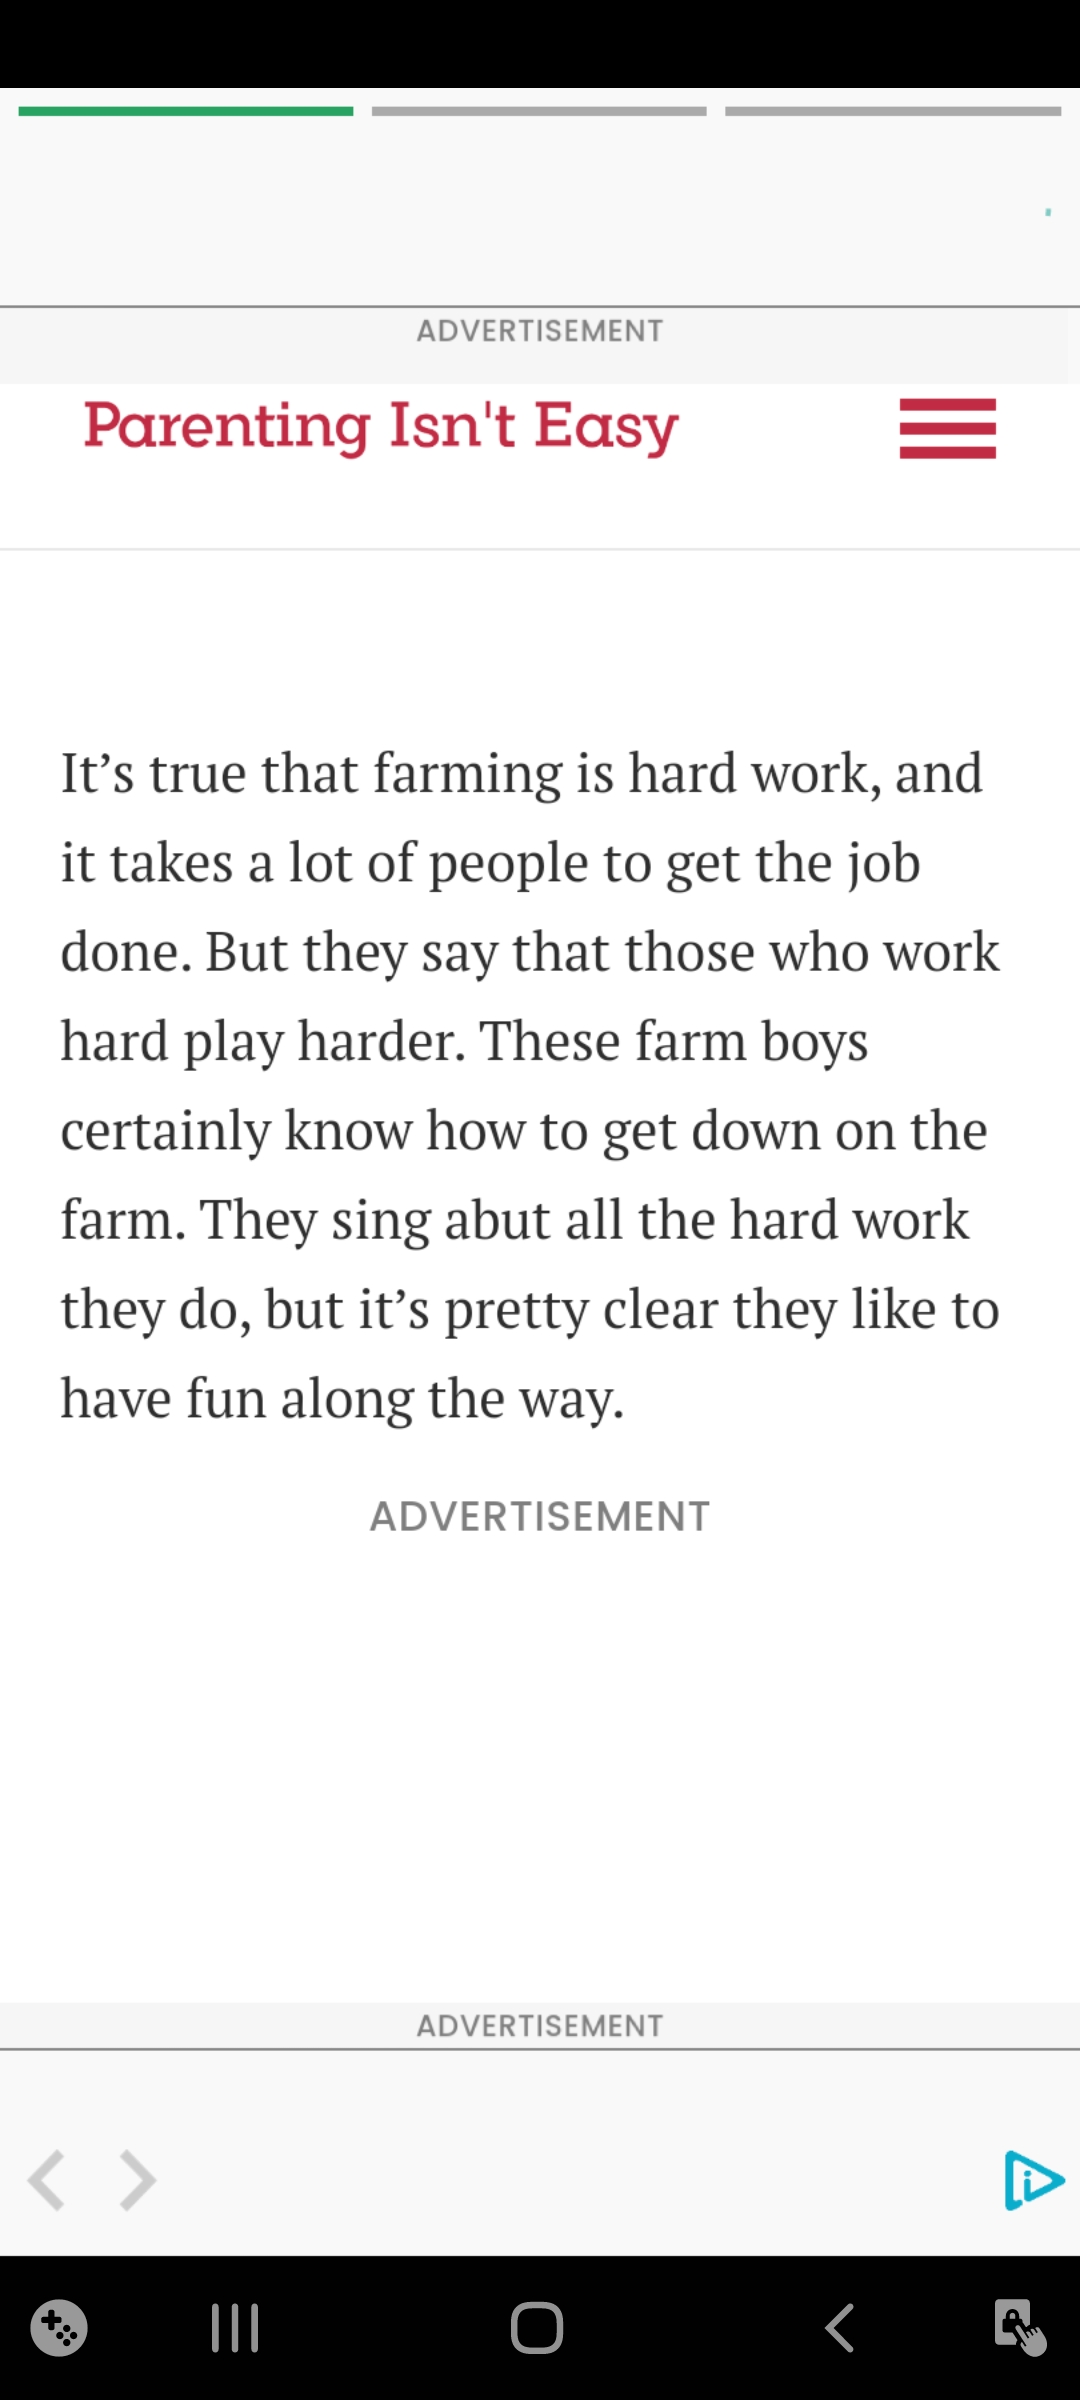 ADVERTISEMENT
Parenting Isn't Easy
It’s true that farming is hard work, and
it takes a lot of people to get the job
done. But they say that those who work
hard play harder. These farm boys
certainly know how to get down on the
farm. They sing abut all the hard work
they do, but it’s pretty clear they like to
have fun along the way.
ADVERTISEMENT
ADVERTISEMENT